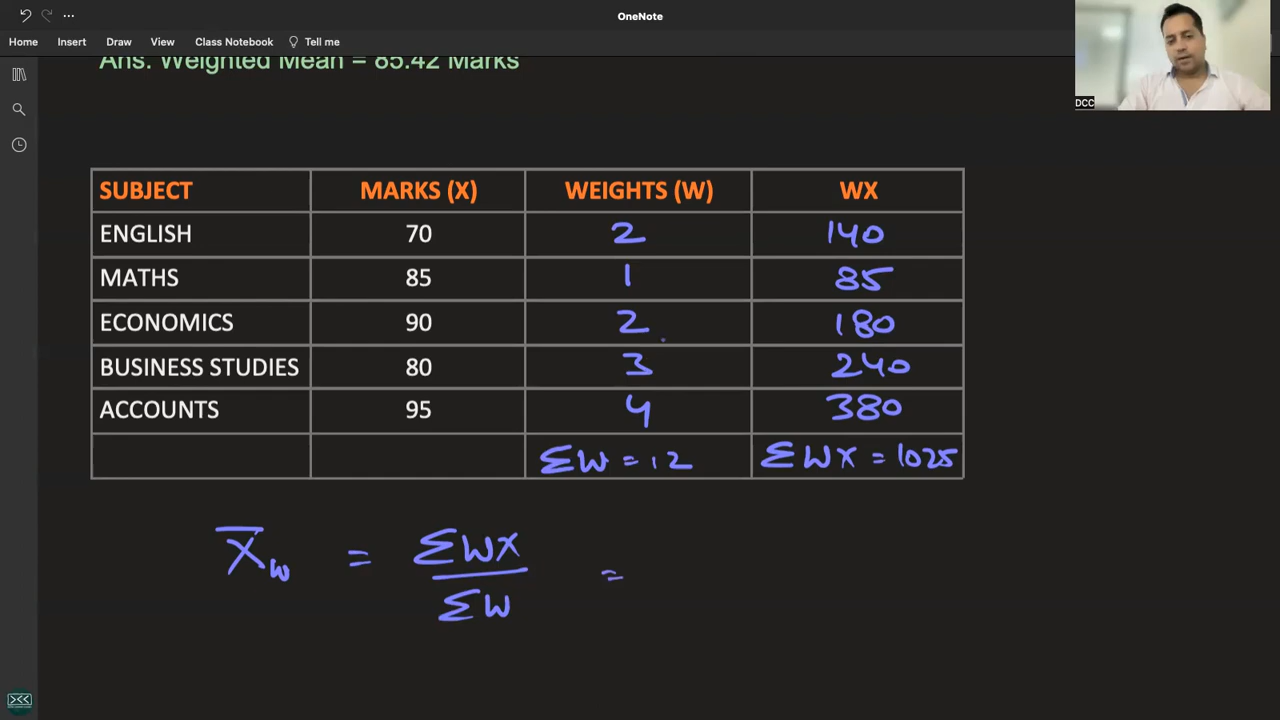 OneNote
Home Insert Draw View Class Notebook Tell me
Ans. Weighted Mean = 85.42 Marks
DCC
SUBJECT MARKS (X) WEIGHTS (W) WX
ENGLISH 70 2 140
MATHS 85 1 85
ECONOMICS 90 2 180
BUSINESS STUDIES 80 3 240
ACCOUNTS 95 4 380
ΣW = 12 ΣWX = 1025
X̅w = ΣWX =
ΣW
DCC